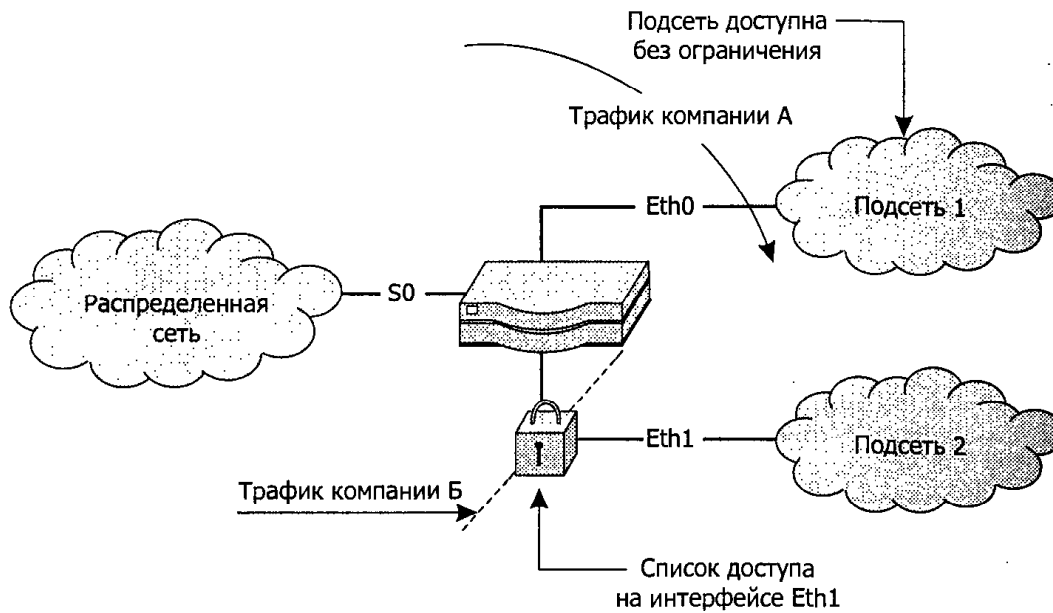 Подсеть доступна
без ограничения
Трафик компании А
Eth0
Подсеть 1
Распределенная
сеть
S0
Eth1
Подсеть 2
Трафик компании Б
Список доступа
на интерфейсе Eth1